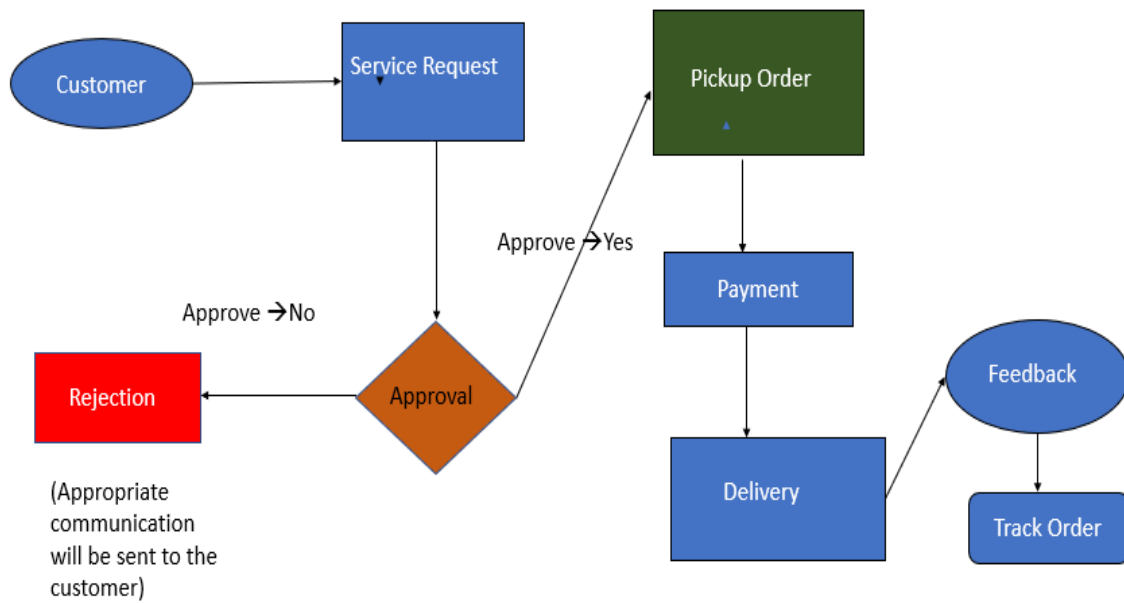 Customer
Service Request
Pickup Order
Approve →Yes
Payment
Approve →No
Rejection
Approval
Feedback
Delivery
Track Order
(Appropriate
communication
will be sent to the
customer)